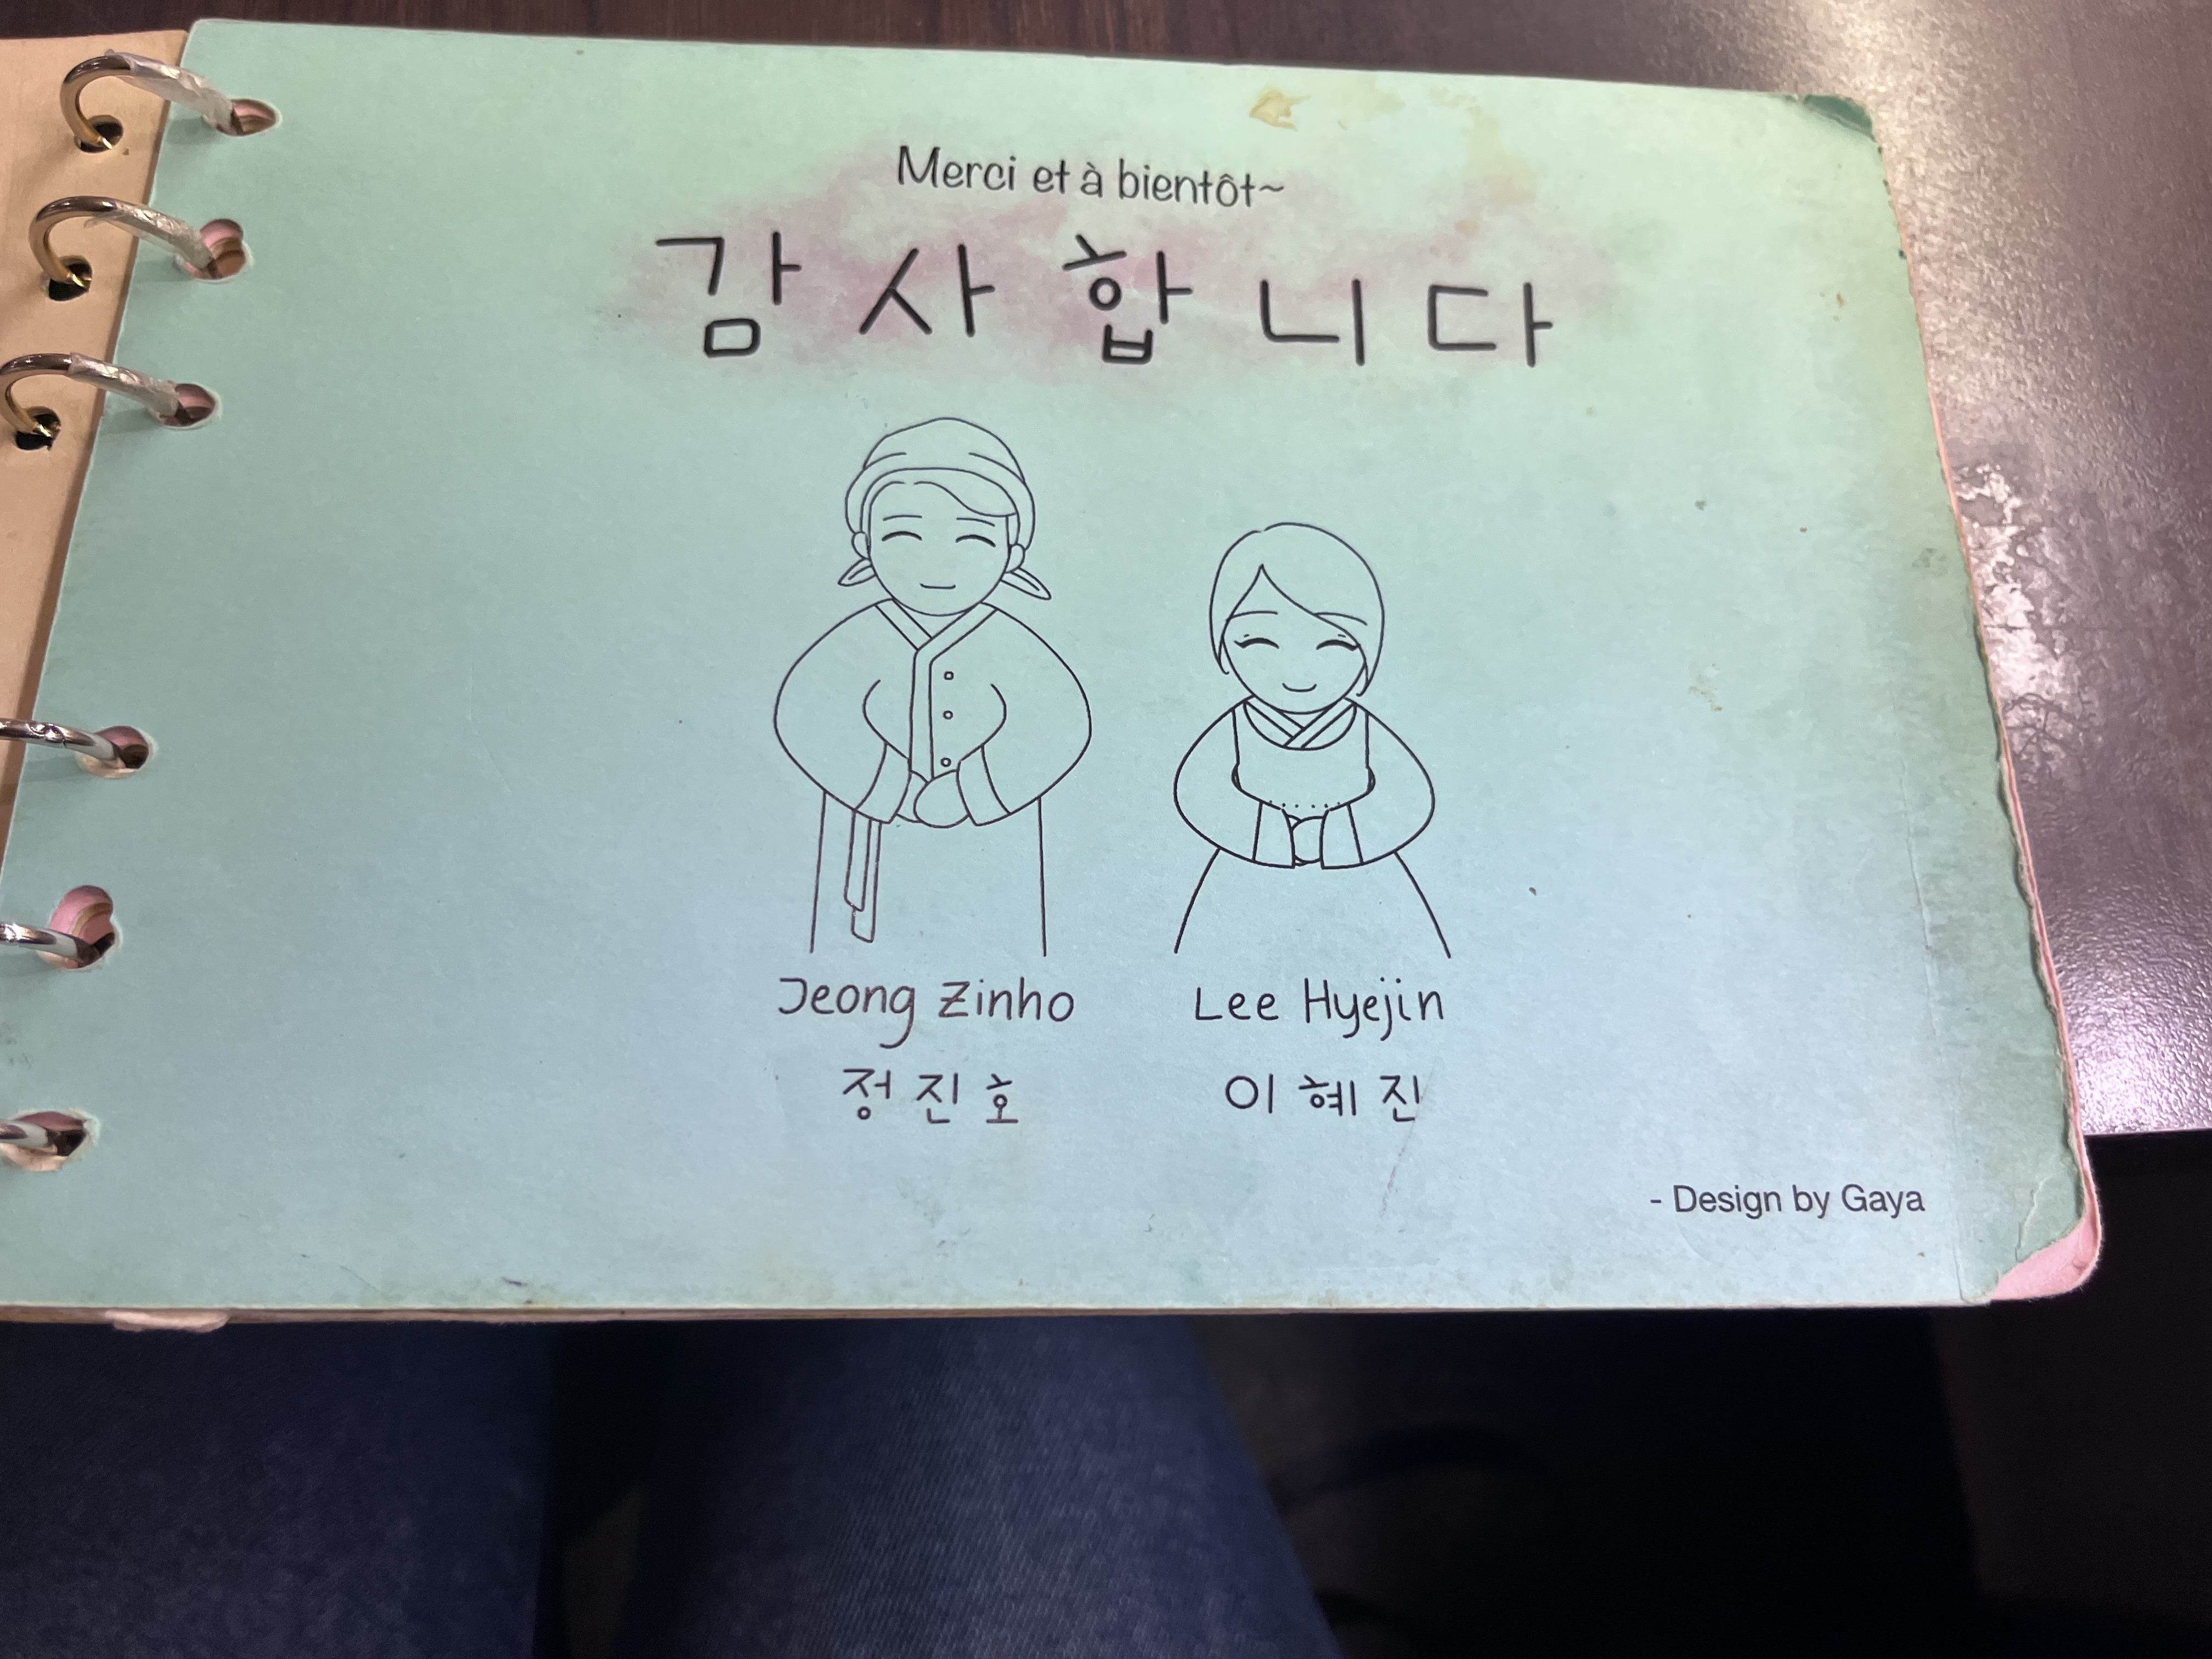 Merci et à bientôt~
감사합니다
Jeong Zinho
정진호
Lee Hyejin
이혜진
- Design by Gaya